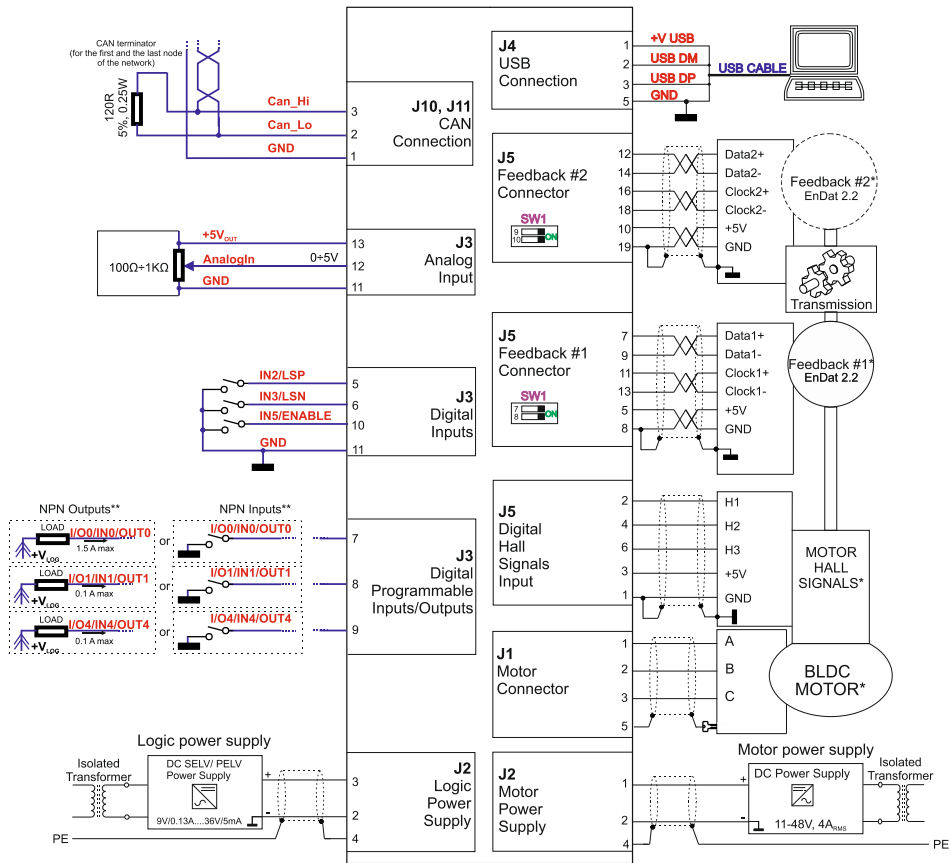 CAN terminator
(for the first and the last node
of the network)
120R
5%, 0.25W
Can_Hi
3
Can_Lo
2
GND
1
J10, J11
CAN
Connection
100Ω÷1KΩ
+5VOUT
13
AnalogIn
0÷5V
12
GND
11
J3
Analog
Input
IN2/LSP
5
IN3/LSN
6
IN5/ENABLE
10
GND
11
J3
Digital
Inputs
NPN Outputs**
NPN Inputs**
LOAD
I/O0/IN0/OUT0
1.5 A max
+VLOG
or
I/O0/IN0/OUT0
7
LOAD
I/O1/IN1/OUT1
0.1 A max
+VLOG
or
I/O1/IN1/OUT1
8
LOAD
I/O4/IN4/OUT4
0.1 A max
+VLOG
or
I/O4/IN4/OUT4
9
J3
Digital
Programmable
Inputs/Outputs
Logic power supply
Isolated
Transformer
DC SELV/ PELV
Power Supply
9V/0.13A....36V/5mA
+
-
PE
3
2
4
J2
Logic
Power
Supply
J4
USB
Connection
1
+V USB
2
USB DM
3
USB DP
5
GND
USB CABLE
J5
Feedback #2
Connector
SW1
9
10
ON
12
14
16
18
10
19
Data2+
Data2-
Clock2+
Clock2-
+5V
GND
Feedback #2*
EnDat 2.2
Transmission
J5
Feedback #1
Connector
SW1
7
8
ON
7
9
11
13
5
8
Data1+
Data1-
Clock1+
Clock1-
+5V
GND
Feedback #1*
EnDat 2.2
J5
Digital
Hall
Signals
Input
2
4
6
3
1
H1
H2
H3
+5V
GND
MOTOR
HALL
SIGNALS*
J1
Motor
Connector
1
2
3
5
A
B
C
BLDC
MOTOR*
Motor power supply
J2
Motor
Power
Supply
1
2
4
+
-
DC Power Supply
11-48V, 4ARMS
Isolated
Transformer
PE